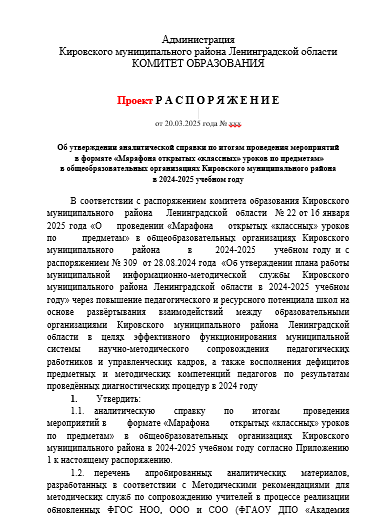 Администрация
Кировского муниципального района Ленинградской области
КОМИТЕТ ОБРАЗОВАНИЯ
Проект Р А С П О Р Я Ж Е Н И Е
от 20.03.2025 года № xxx
Об утверждении аналитической справки по итогам проведения мероприятий
в формате «Марафона открытых «классных» уроков по предметам»
в общеобразовательных организациях Кировского муниципального района
в 2024-2025 учебном году
В соответствии с распоряжением комитета образования Кировского
муниципального района Ленинградской области № 22 от 16 января
2025 года «О проведении «Марафона открытых «классных» уроков
по предметам» в общеобразовательных организациях Кировского
муниципального района в 2024-2025 учебном году и с
распоряжением № 309 от 28.08.2024 года «Об утверждении плана работы
муниципальной информационно-методической службы Кировского
муниципального района Ленинградской области в 2024-2025 учебном
году» через повышение педагогического и ресурсного потенциала школ на
основе развёртывания взаимодействий между образовательными
организациями Кировского муниципального района Ленинградской
области в целях эффективного функционирования муниципальной
системы научно-методического сопровождения педагогических
работников и управленческих кадров, а также восполнения дефицитов
предметных и методических компетенций педагогов по результатам
проведённых диагностических процедур в 2024 году
1. Утвердить:
1.1. аналитическую справку по итогам проведения
мероприятий в формате «Марафона открытых «классных» уроков
по предметам» в общеобразовательных организациях Кировского
муниципального района в 2024-2025 учебном году согласно Приложению
1 к настоящему распоряжению.
1.2. перечень апробированных аналитических материалов,
разработанных в соответствии с Методическими рекомендациями для
методических служб по сопровождению учителей в процессе реализации
обновленных ФГОС НОО, ООО и СОО (ФГАОУ ДПО «Академия